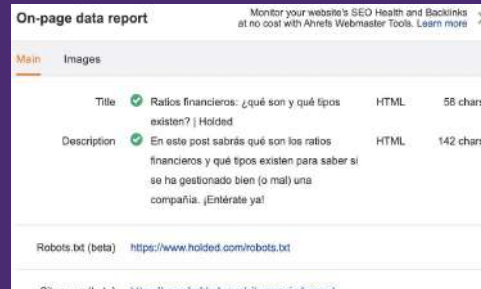 On-page data report
Monitor your website's SEO Health and Backlinks
at no cost with Ahrefs Webmaster Tools. Learn more
Main Images
Title Ratios financieros: ¿qué son y qué tipos HTML 58 chars
existen? | Holded
Description En este post sabrás qué son los ratios HTML 142 chars
financieros y qué tipos existen para saber si
se ha gestionado bien (o mal) una
compañía. ¡Entérate ya!
Robots.txt (beta) https://www.holded.com/robots.txt